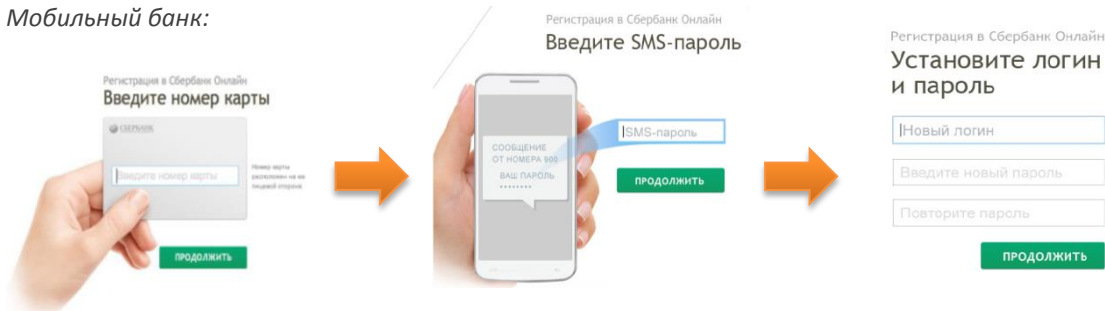 Мобильный банк:
Регистрация в Сбербанк Онлайн
Введите номер карты
СБЕРБАНК
Введите номер карты
Номер карты
расположен на ее
лицевой стороне
ПРОДОЛЖИТЬ
Регистрация в Сбербанк Онлайн
Введите SMS-пароль
СООБЩЕНИЕ
ОТ НОМЕРА 900
ВАШ ПАРОЛЬ
********
SMS-пароль
ПРОДОЛЖИТЬ
Регистрация в Сбербанк Онлайн
Установите логин
и пароль
Новый логин
Введите новый пароль
Повторите пароль
ПРОДОЛЖИТЬ